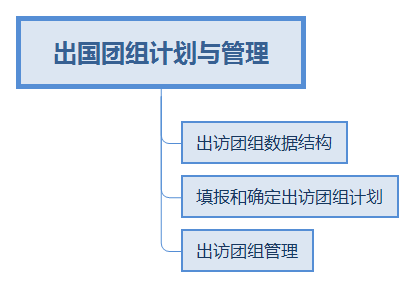 出国团组计划与管理
出访团组数据结构
填报和确定出访团组计划
出访团组管理